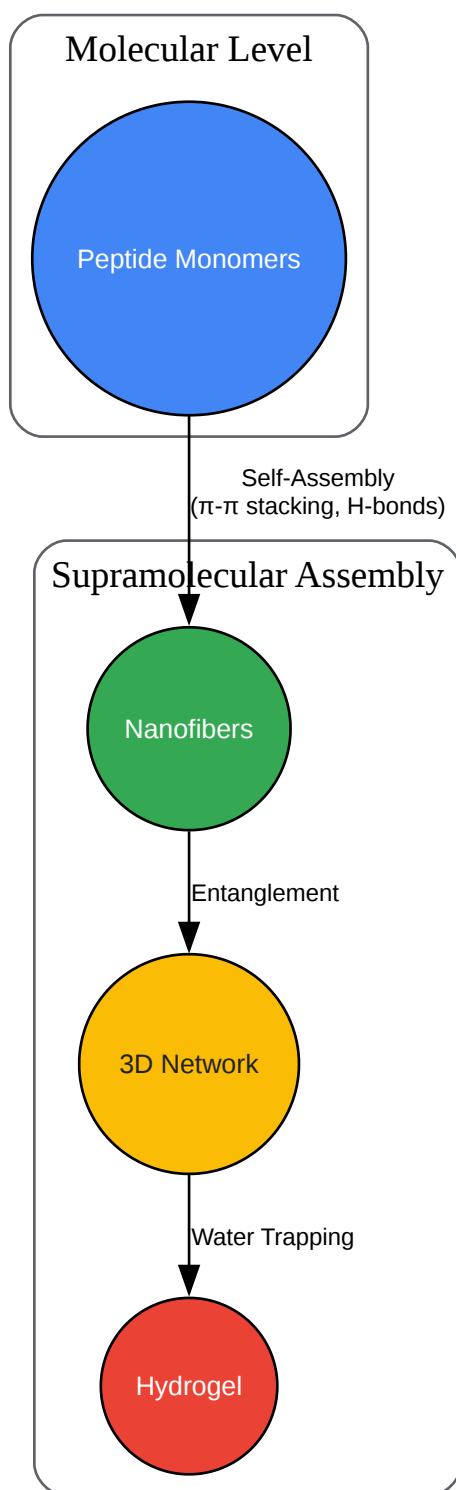 Molecular Level
Peptide Monomers
Self-Assembly
(π-π stacking, H-bonds)
Supramolecular Assembly
Nanofibers
Entanglement
3D Network
Water Trapping
Hydrogel